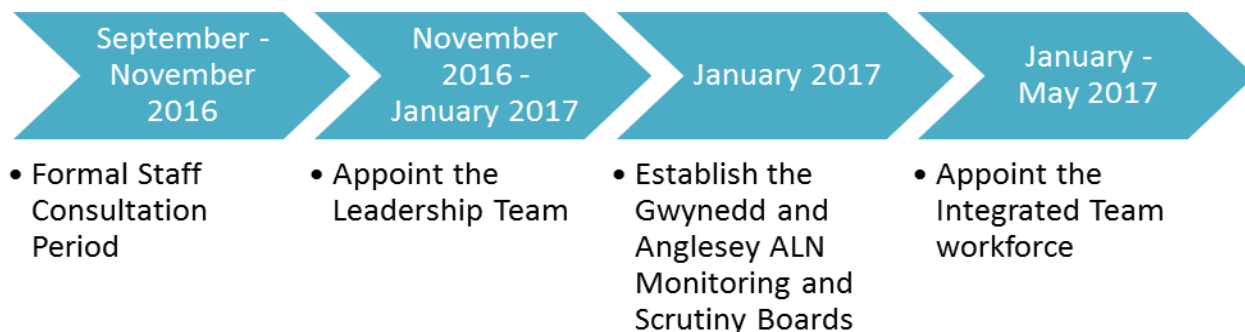 September -
November
2016
• Formal Staff
Consultation
Period
November
2016 -
January 2017
• Appoint the
Leadership Team
January 2017
• Establish the
Gwynedd and
Anglesey ALN
Monitoring and
Scrutiny Boards
January -
May 2017
• Appoint the
Integrated Team
workforce